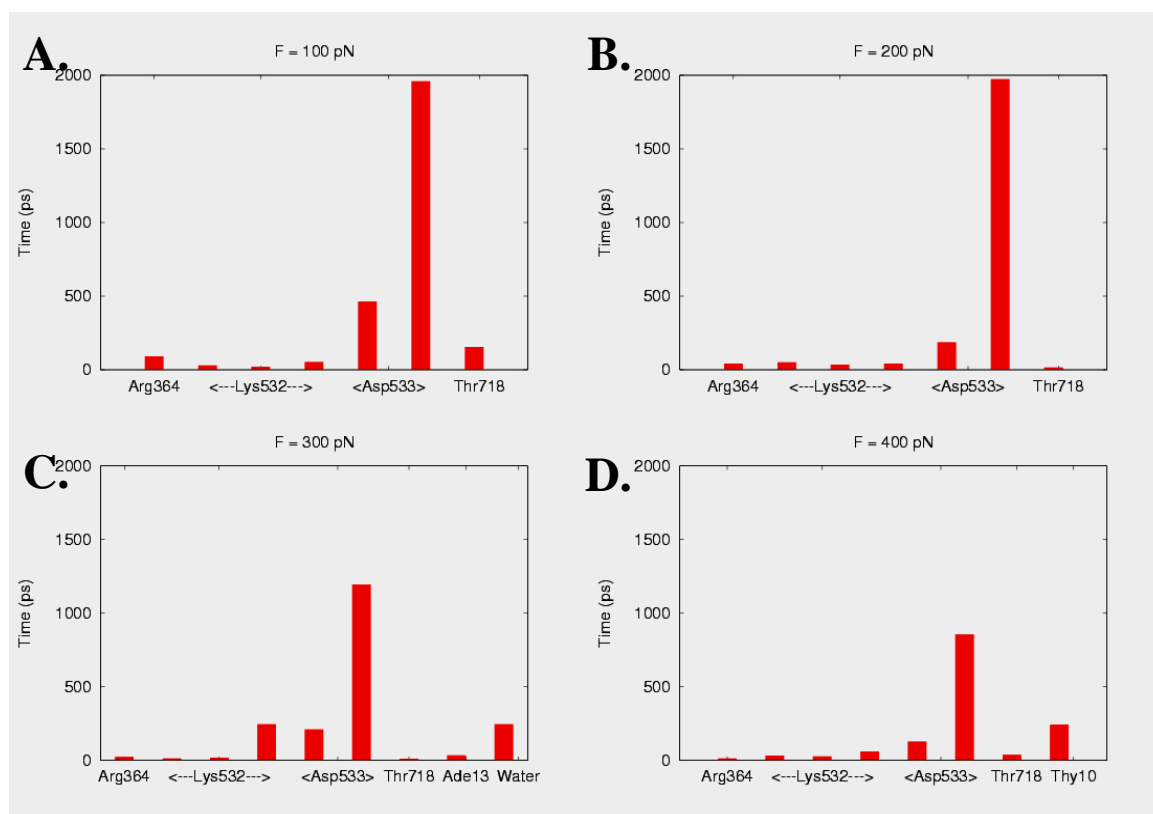 A.
F = 100 pN
2000
1500
1000
500
0
Time (ps)
Arg364 <---Lys532---> <Asp533> Thr718
B.
F = 200 pN
2000
1500
1000
500
0
Time (ps)
Arg364 <---Lys532---> <Asp533> Thr718
C.
F = 300 pN
2000
1500
1000
500
0
Time (ps)
Arg364 <---Lys532---> <Asp533> Thr718 Ade13 Water
D.
F = 400 pN
2000
1500
1000
500
0
Time (ps)
Arg364 <---Lys532---> <Asp533> Thr718 Thy10